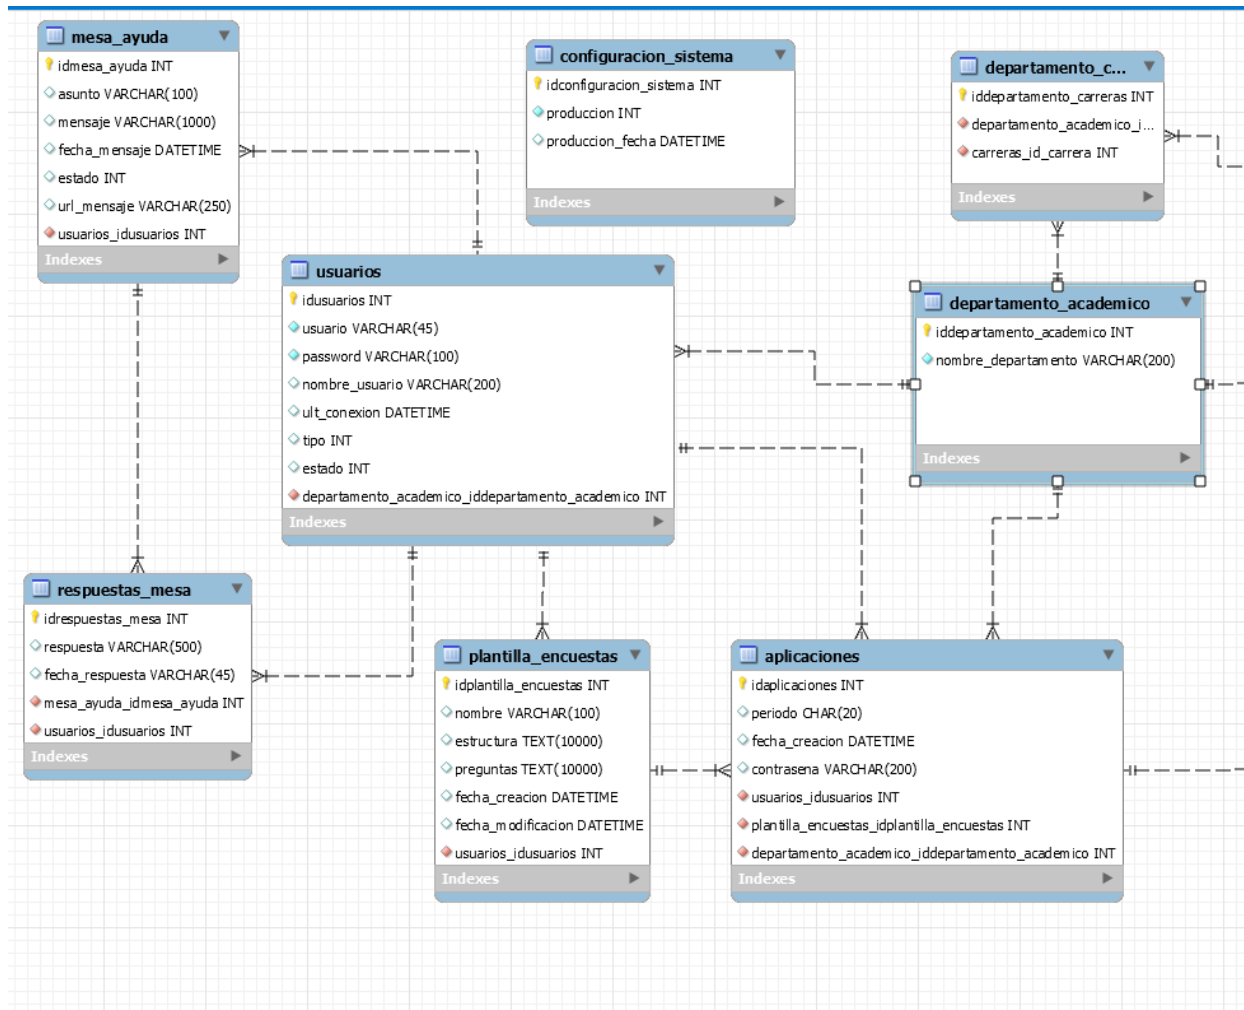 mesa_ayuda
idmesa_ayuda INT
asunto VARCHAR(100)
mensaje VARCHAR(1000)
fecha_mensaje DATETIME
estado INT
url_mensaje VARCHAR(250)
usuarios_idusuarios INT
Indexes
configuracion_sistema
idconfiguracion_sistema INT
produccion INT
produccion_fecha DATETIME
Indexes
departamento_c...
iddepartamento_carreras INT
departamento_academico_i...
carreras_id_carrera INT
Indexes
usuarios
idusuarios INT
usuario VARCHAR(45)
password VARCHAR(100)
nombre_usuario VARCHAR(200)
ult_conexion DATETIME
tipo INT
estado INT
departamento_academico_iddepartamento_academico INT
Indexes
departamento_academico
iddepartamento_academico INT
nombre_departamento VARCHAR(200)
Indexes
respuestas_mesa
idrespuestas_mesa INT
respuesta VARCHAR(500)
fecha_respuesta VARCHAR(45)
mesa_ayuda_idmesa_ayuda INT
usuarios_idusuarios INT
Indexes
plantilla_encuestas
idplantilla_encuestas INT
nombre VARCHAR(100)
estructura TEXT(10000)
preguntas TEXT(10000)
fecha_creacion DATETIME
fecha_modificacion DATETIME
usuarios_idusuarios INT
Indexes
aplicaciones
idaplicaciones INT
periodo CHAR(20)
fecha_creacion DATETIME
contrasena VARCHAR(200)
usuarios_idusuarios INT
plantilla_encuestas_idplantilla_encuestas INT
departamento_academico_iddepartamento_academico INT
Indexes